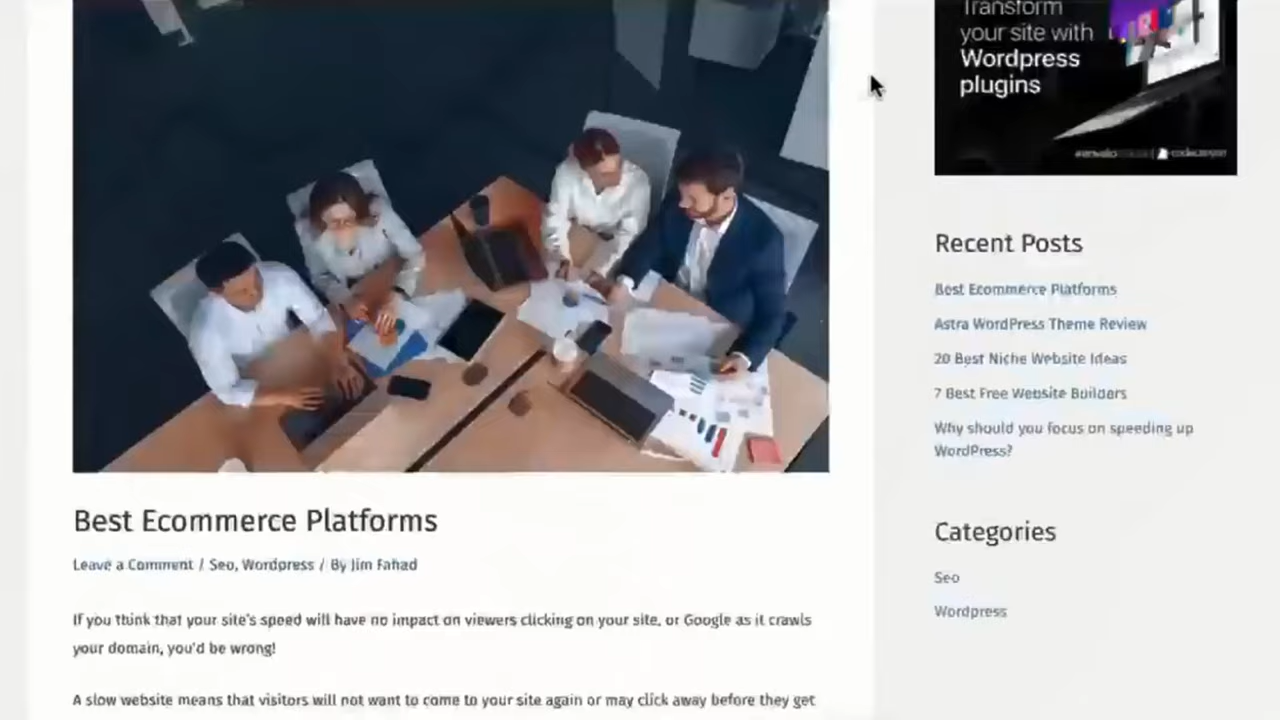 Transform
your site with
Wordpress
plugins
Recent Posts
Best Ecommerce Platforms
Astra WordPress Theme Review
20 Best Niche Website Ideas
7 Best Free Website Builders
Why should you focus on speeding up
WordPress?
Categories
Seo
Wordpress
Best Ecommerce Platforms
Leave a Comment / Seo, Wordpress / By Jim Fahad
If you think that your site's speed will have no impact on viewers clicking on your site, or Google as it crawls
your domain, you'd be wrong!
A slow website means that visitors will not want to come to your site again or may click away before they get